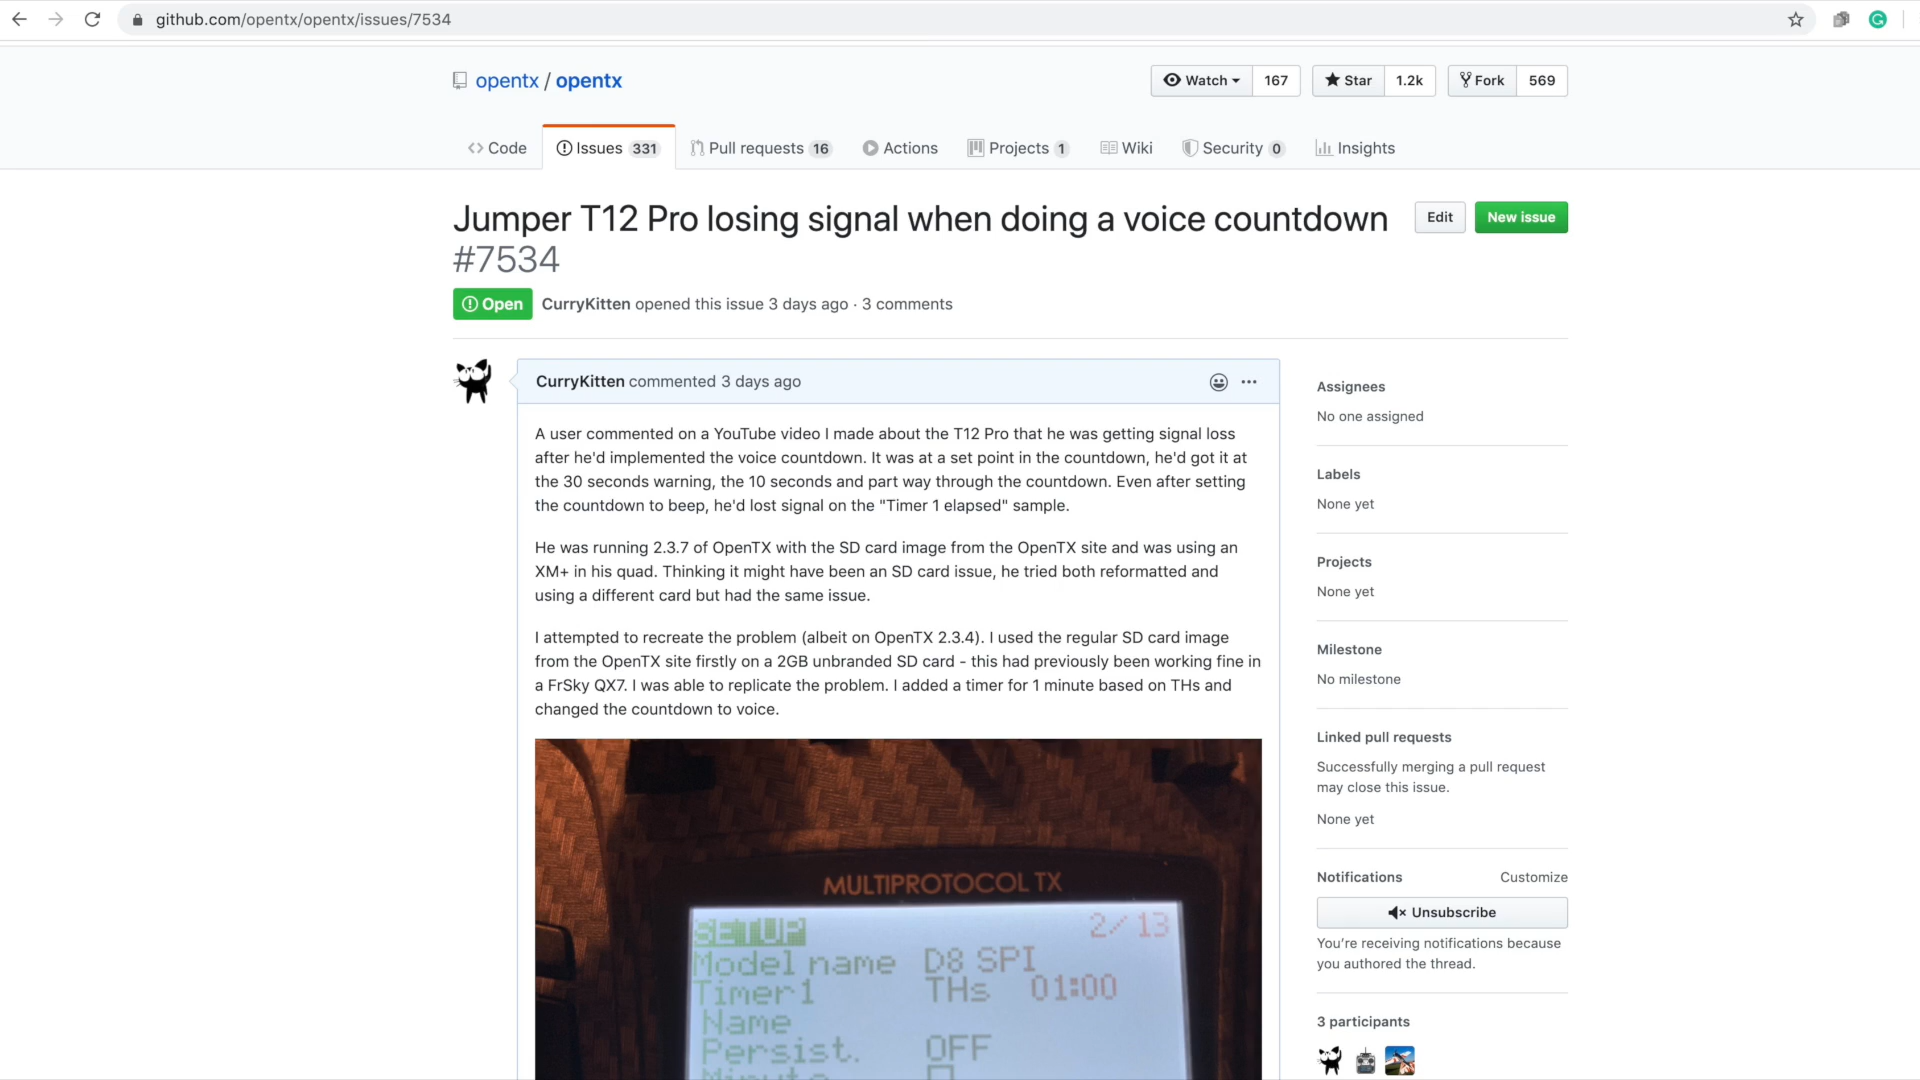 github.com/opentx/opentx/issues/7534
opentx / opentx
Watch 167 Star 1.2k Fork 569
Code Issues 331 Pull requests 16 Actions Projects 1 Wiki Security 0 Insights
Jumper T12 Pro losing signal when doing a voice countdown
#7534
Edit New issue
Open CurryKitten opened this issue 3 days ago · 3 comments
CurryKitten commented 3 days ago
A user commented on a YouTube video I made about the T12 Pro that he was getting signal loss
after he'd implemented the voice countdown. It was at a set point in the countdown, he'd got it at
the 30 seconds warning, the 10 seconds and part way through the countdown. Even after setting
the countdown to beep, he'd lost signal on the "Timer 1 elapsed" sample.
He was running 2.3.7 of OpenTX with the SD card image from the OpenTX site and was using an
XM+ in his quad. Thinking it might have been an SD card issue, he tried both reformatted and
using a different card but had the same issue.
I attempted to recreate the problem (albeit on OpenTX 2.3.4). I used the regular SD card image
from the OpenTX site firstly on a 2GB unbranded SD card - this had previously been working fine in
a FrSky QX7. I was able to replicate the problem. I added a timer for 1 minute based on THs and
changed the countdown to voice.
MULTIPROTOCOL TX
SETUP 2/13
Model name D8 SPI
Timer1 THs 01:00
Name
Persist. OFF
Minute
Assignees
No one assigned
Labels
None yet
Projects
None yet
Milestone
No milestone
Linked pull requests
Successfully merging a pull request
may close this issue.
None yet
Notifications Customize
Unsubscribe
You're receiving notifications because
you authored the thread.
3 participants